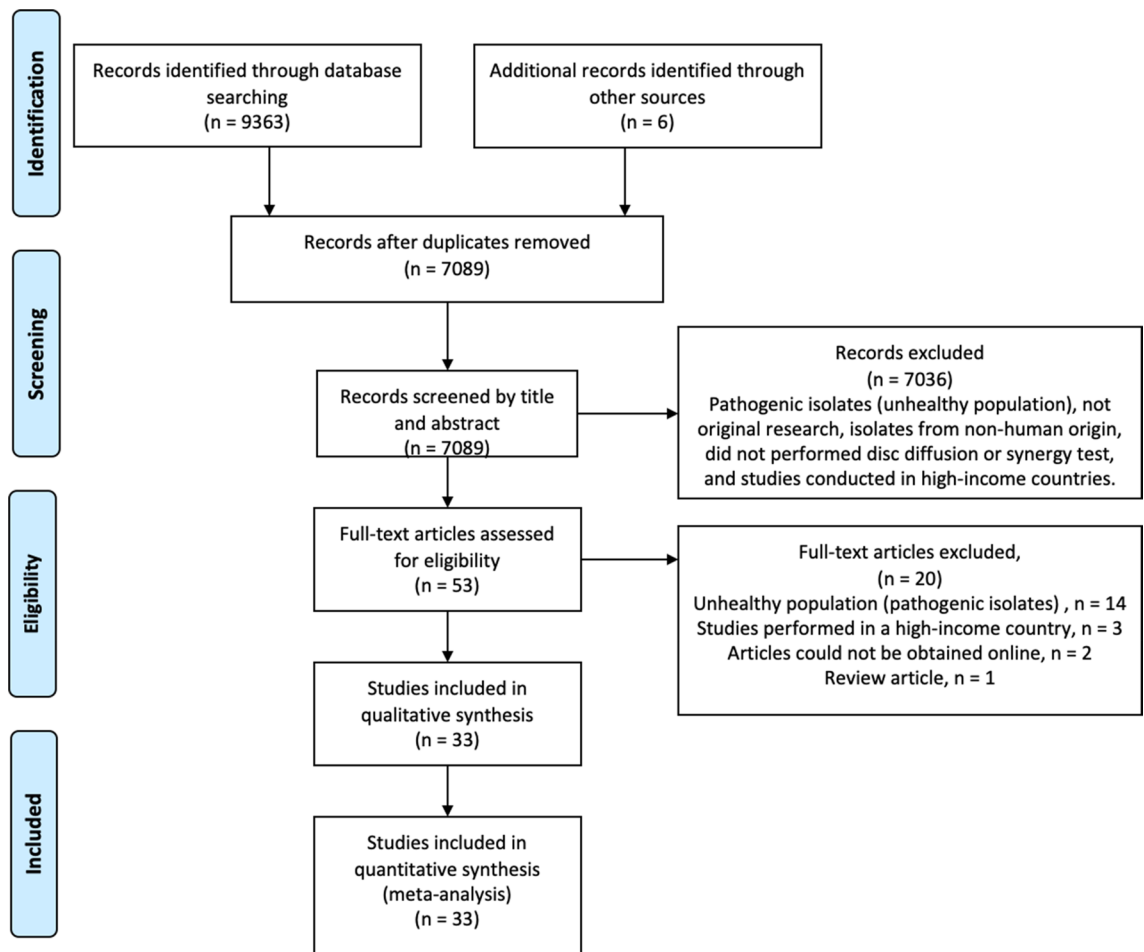 Identification
Records identified through database
searching
(n = 9363)
Additional records identified through
other sources
(n = 6)
Records after duplicates removed
(n = 7089)
Screening
Records screened by title
and abstract
(n = 7089)
Records excluded
(n = 7036)
Pathogenic isolates (unhealthy population), not
original research, isolates from non-human origin,
did not performed disc diffusion or synergy test,
and studies conducted in high-income countries.
Eligibility
Full-text articles assessed
for eligibility
(n = 53)
Full-text articles excluded,
(n = 20)
Unhealthy population (pathogenic isolates) , n = 14
Studies performed in a high-income country, n = 3
Articles could not be obtained online, n = 2
Review article, n = 1
Studies included in
qualitative synthesis
(n = 33)
Included
Studies included in
quantitative synthesis
(meta-analysis)
(n = 33)